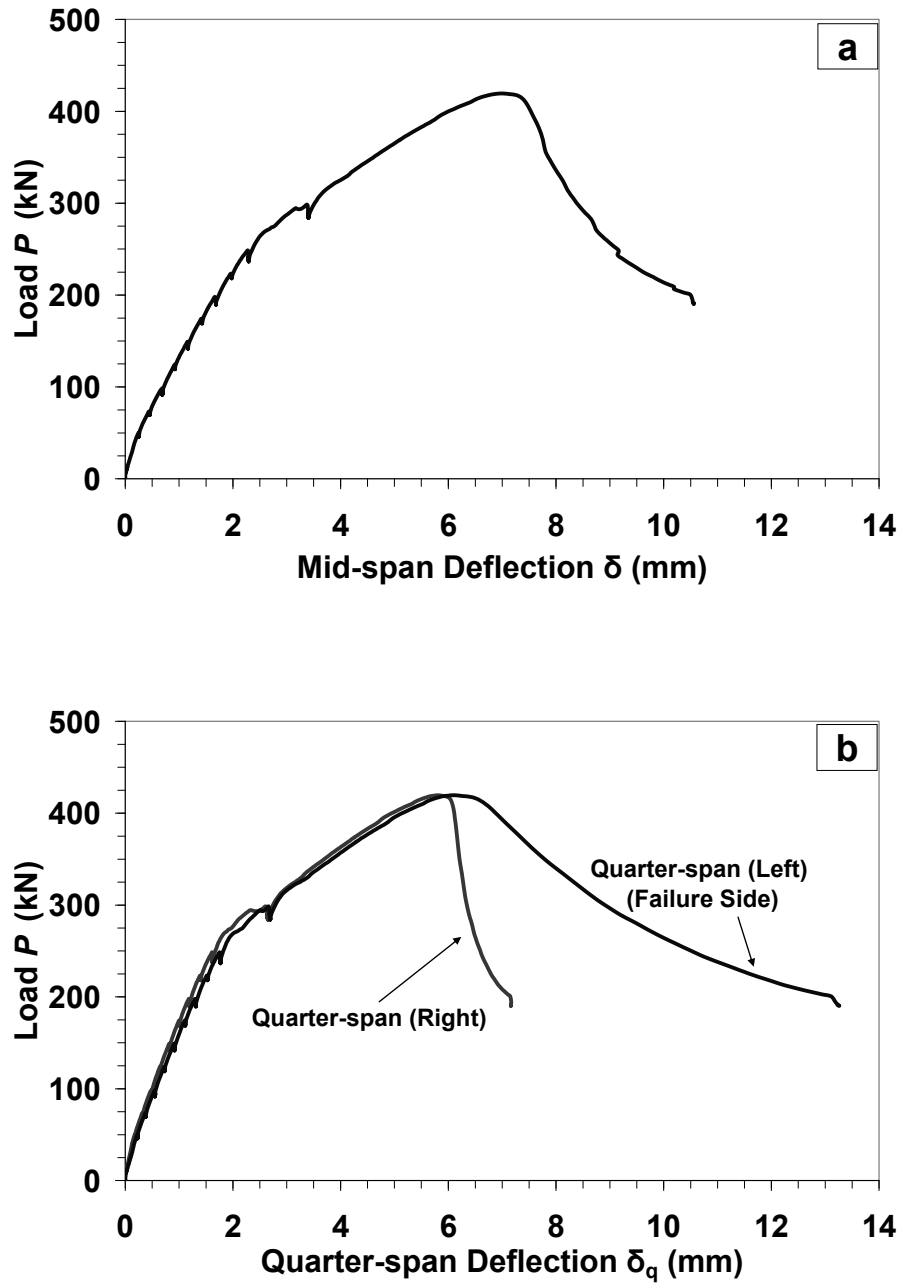 a
500
400
300
200
100
0
Load P (kN)
0 2 4 6 8 10 12 14
Mid-span Deflection δ (mm)
b
500
400
300
200
100
0
Load P (kN)
Quarter-span (Left)
(Failure Side)
Quarter-span (Right)
0 2 4 6 8 10 12 14
Quarter-span Deflection δq (mm)